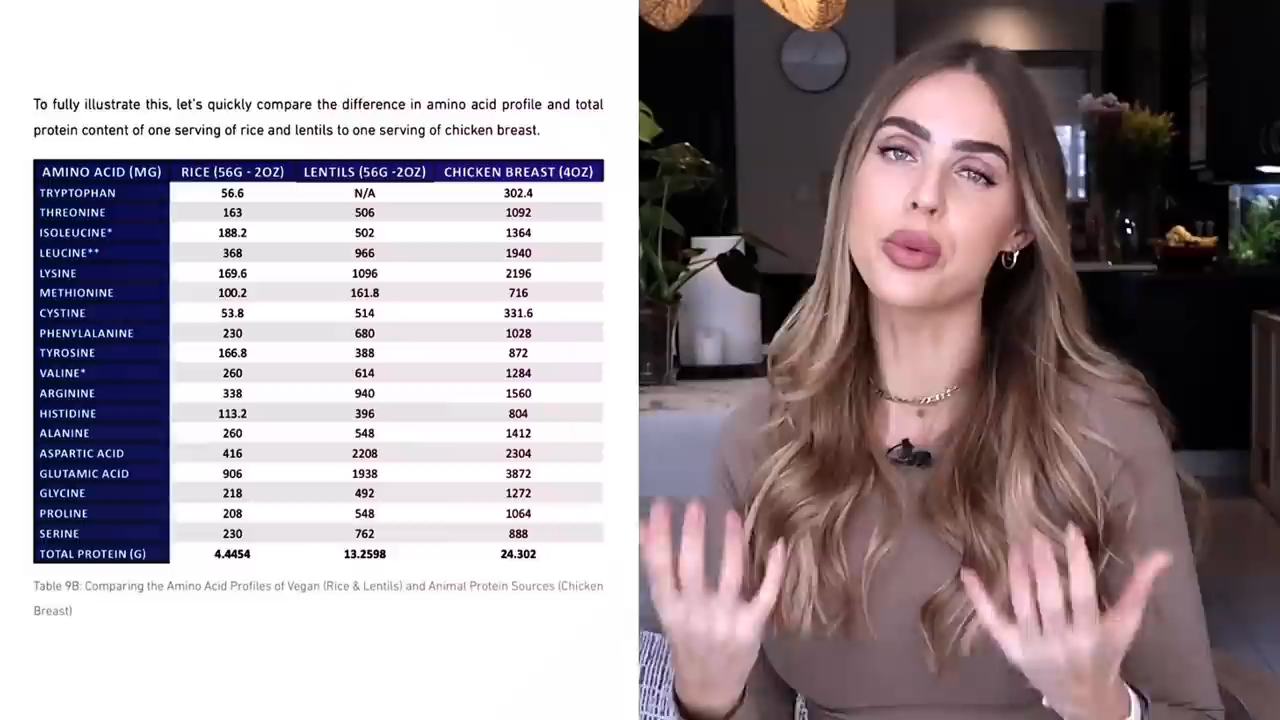 To fully illustrate this, let's quickly compare the difference in amino acid profile and total
protein content of one serving of rice and lentils to one serving of chicken breast.
AMINO ACID (MG) RICE (56G - 2OZ) LENTILS (56G -2OZ) CHICKEN BREAST (4OZ)
TRYPTOPHAN 56.6 N/A 302.4
THREONINE 163 506 1092
ISOLEUCINE* 188.2 502 1364
LEUCINE** 368 966 1940
LYSINE 169.6 1096 2196
METHIONINE 100.2 161.8 716
CYSTINE 53.8 514 331.6
PHENYLALANINE 230 680 1028
TYROSINE 166.8 388 872
VALINE* 260 614 1284
ARGININE 338 940 1560
HISTIDINE 113.2 396 804
ALANINE 260 548 1412
ASPARTIC ACID 416 2208 2304
GLUTAMIC ACID 906 1938 3872
GLYCINE 218 492 1272
PROLINE 208 548 1064
SERINE 230 762 888
TOTAL PROTEIN (G) 4.4454 13.2598 24.302
Table 9B: Comparing the Amino Acid Profiles of Vegan (Rice & Lentils) and Animal Protein Sources (Chicken
Breast)